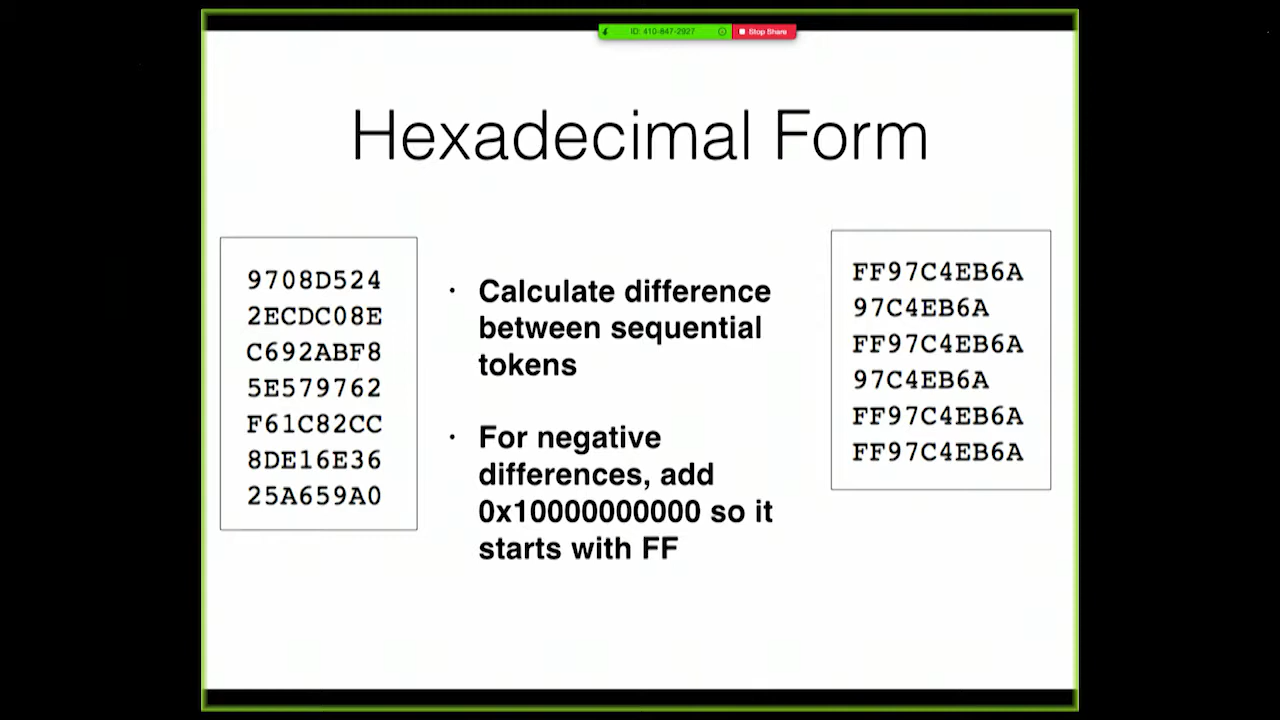 ID: 410-847-2927 Stop Share
Hexadecimal Form
9708D524
2ECDC08E
C692ABF8
5E579762
F61C82CC
8DE16E36
25A659A0
• Calculate difference
between sequential
tokens
• For negative
differences, add
0x10000000000 so it
starts with FF
FF97C4EB6A
97C4EB6A
FF97C4EB6A
97C4EB6A
FF97C4EB6A
FF97C4EB6A